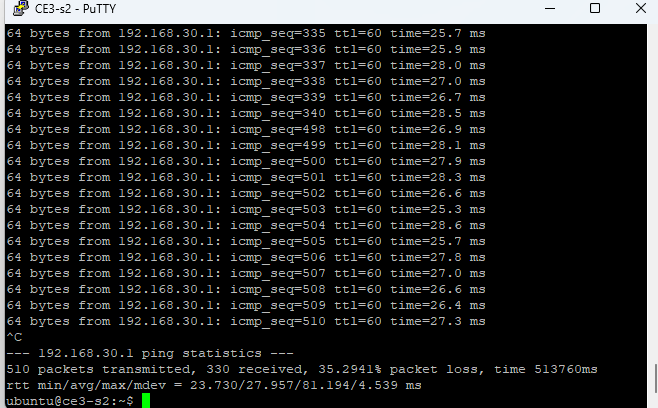 CE3-s2 - PuTTY
64 bytes from 192.168.30.1: icmp_seq=335 ttl=60 time=25.7 ms
64 bytes from 192.168.30.1: icmp_seq=336 ttl=60 time=25.9 ms
64 bytes from 192.168.30.1: icmp_seq=337 ttl=60 time=28.0 ms
64 bytes from 192.168.30.1: icmp_seq=338 ttl=60 time=27.0 ms
64 bytes from 192.168.30.1: icmp_seq=339 ttl=60 time=26.7 ms
64 bytes from 192.168.30.1: icmp_seq=340 ttl=60 time=28.5 ms
64 bytes from 192.168.30.1: icmp_seq=498 ttl=60 time=26.9 ms
64 bytes from 192.168.30.1: icmp_seq=499 ttl=60 time=28.1 ms
64 bytes from 192.168.30.1: icmp_seq=500 ttl=60 time=27.9 ms
64 bytes from 192.168.30.1: icmp_seq=501 ttl=60 time=28.3 ms
64 bytes from 192.168.30.1: icmp_seq=502 ttl=60 time=26.6 ms
64 bytes from 192.168.30.1: icmp_seq=503 ttl=60 time=25.3 ms
64 bytes from 192.168.30.1: icmp_seq=504 ttl=60 time=28.6 ms
64 bytes from 192.168.30.1: icmp_seq=505 ttl=60 time=25.7 ms
64 bytes from 192.168.30.1: icmp_seq=506 ttl=60 time=27.8 ms
64 bytes from 192.168.30.1: icmp_seq=507 ttl=60 time=27.0 ms
64 bytes from 192.168.30.1: icmp_seq=508 ttl=60 time=26.6 ms
64 bytes from 192.168.30.1: icmp_seq=509 ttl=60 time=26.4 ms
64 bytes from 192.168.30.1: icmp_seq=510 ttl=60 time=27.3 ms
^C
--- 192.168.30.1 ping statistics ---
510 packets transmitted, 330 received, 35.2941% packet loss, time 513760ms
rtt min/avg/max/mdev = 23.730/27.957/81.194/4.539 ms
ubuntu@ce3-s2:~$